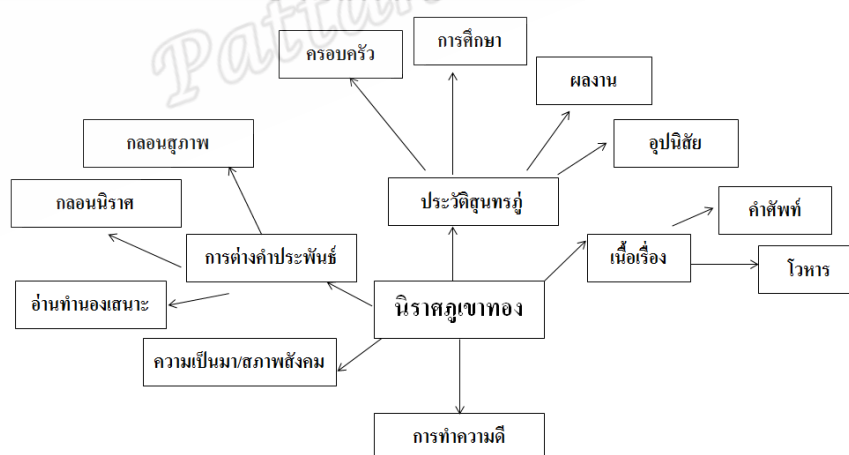 การศึกษา
ครอบครัว
ผลงาน
กลอนสุภาพ
อุปนิสัย
กลอนนิราศ
ประวัติสุนทรภู่
คำศัพท์
การต่างคำประพันธ์
เนื้อเรื่อง
โวหาร
อ่านทำนองเสนาะ
นิราศภูเขาทอง
ความเป็นมา/สภาพสังคม
การทำความดี